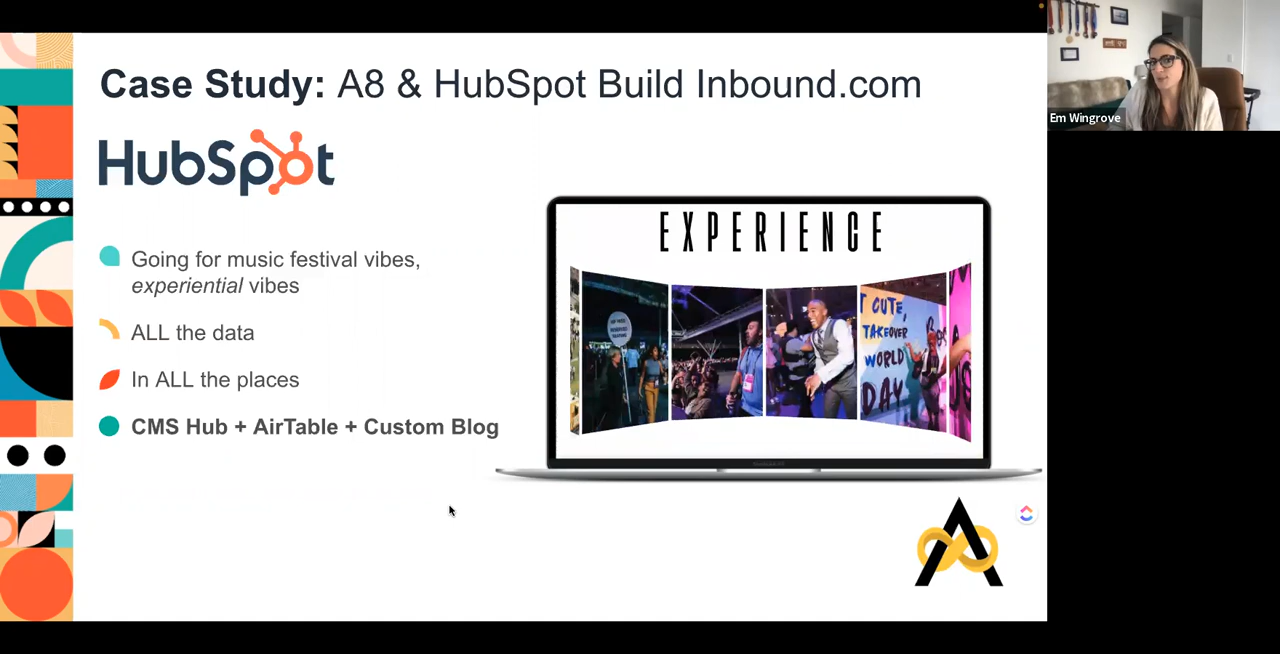 Case Study: A8 & HubSpot Build Inbound.com
HubSpot
Going for music festival vibes,
experiential vibes
ALL the data
In ALL the places
CMS Hub + AirTable + Custom Blog
EXPERIENCE
T CUTE,
TAKEOVER
WORLD
DAY
Em Wingrove